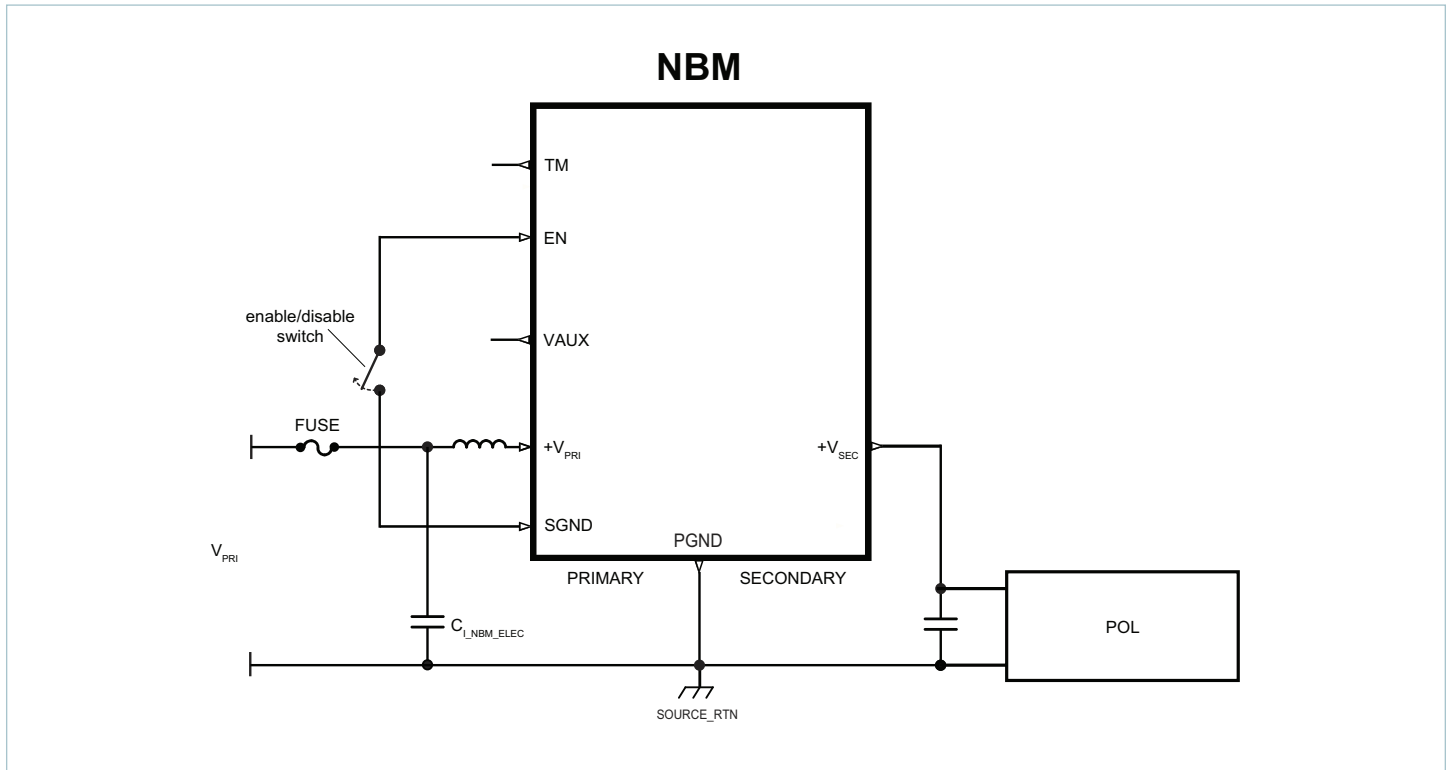 NBM
TM
EN
enable/disable
switch
VAUX
FUSE
+VPRI
+VSEC
SGND
PGND
VPRI
PRIMARY
SECONDARY
CI_NBM_ELEC
POL
SOURCE_RTN